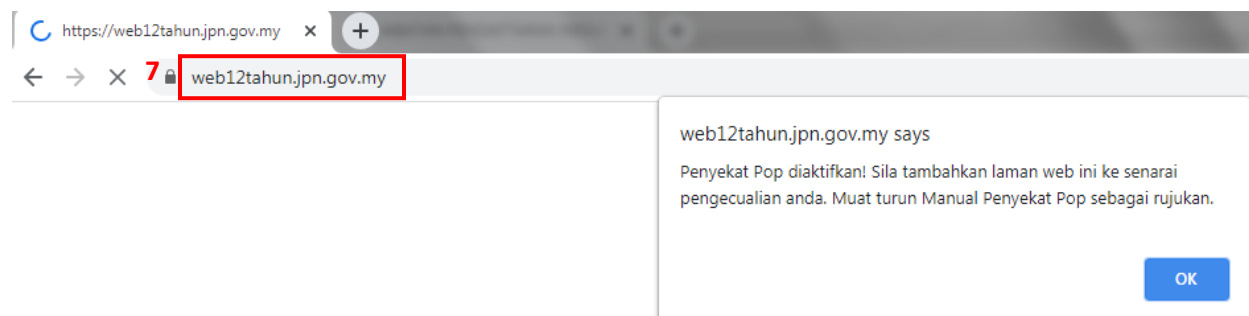 https://web12tahun.jpn.gov.my
7 web12tahun.jpn.gov.my
web12tahun.jpn.gov.my says
Penyekat Pop diaktifkan! Sila tambahkan laman web ini ke senarai
pengecualian anda. Muat turun Manual Penyekat Pop sebagai rujukan.
OK